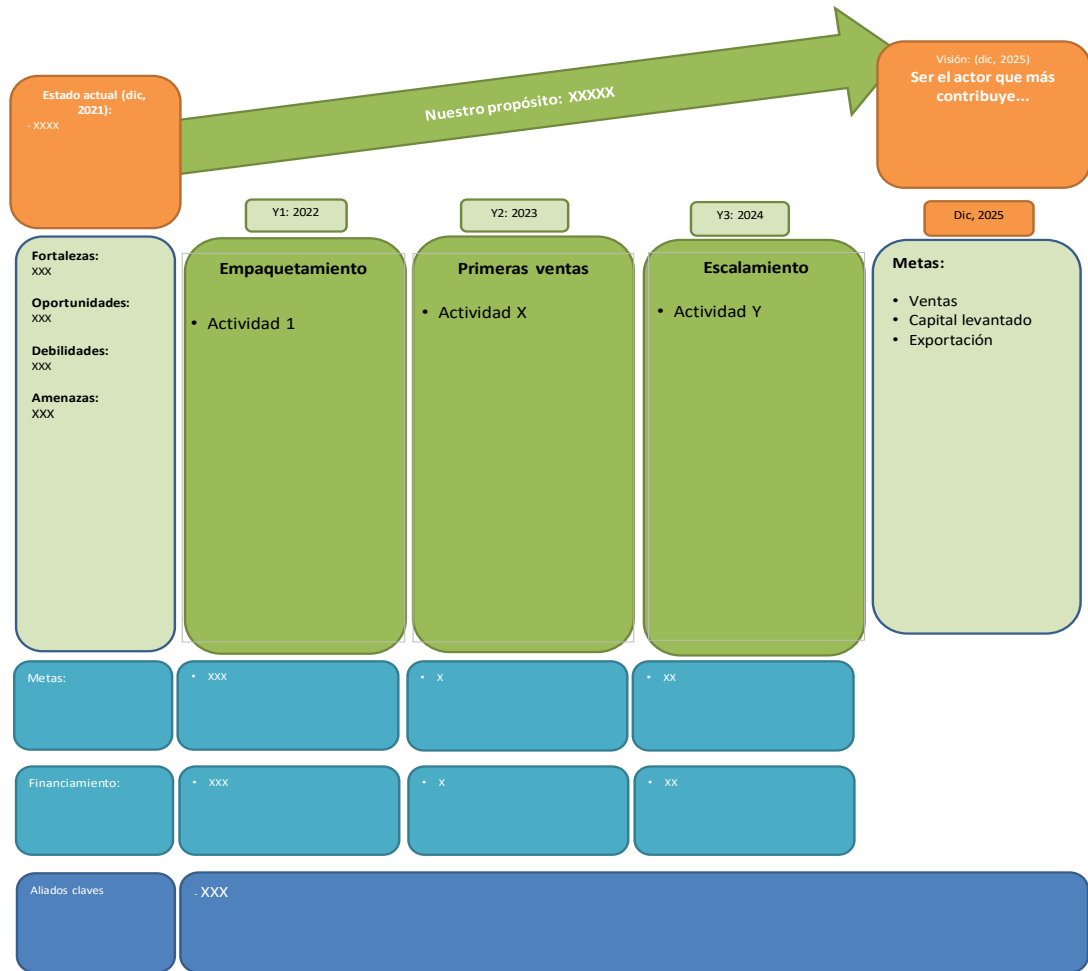 Visión: (dic, 2025)
Ser el actor que más
contribuye...
Estado actual (dic,
2021):
- XXXX
Nuestro propósito: XXXXX
Y1: 2022
Y2: 2023
Y3: 2024
Dic, 2025
Fortalezas:
XXX
Oportunidades:
XXX
Debilidades:
XXX
Amenazas:
XXX
Empaquetamiento
• Actividad 1
Primeras ventas
• Actividad X
Escalamiento
• Actividad Y
Metas:
• Ventas
• Capital levantado
• Exportación
Metas:
• XXX
• X
• XX
Financiamiento:
• XXX
• X
• XX
Aliados claves
- XXX